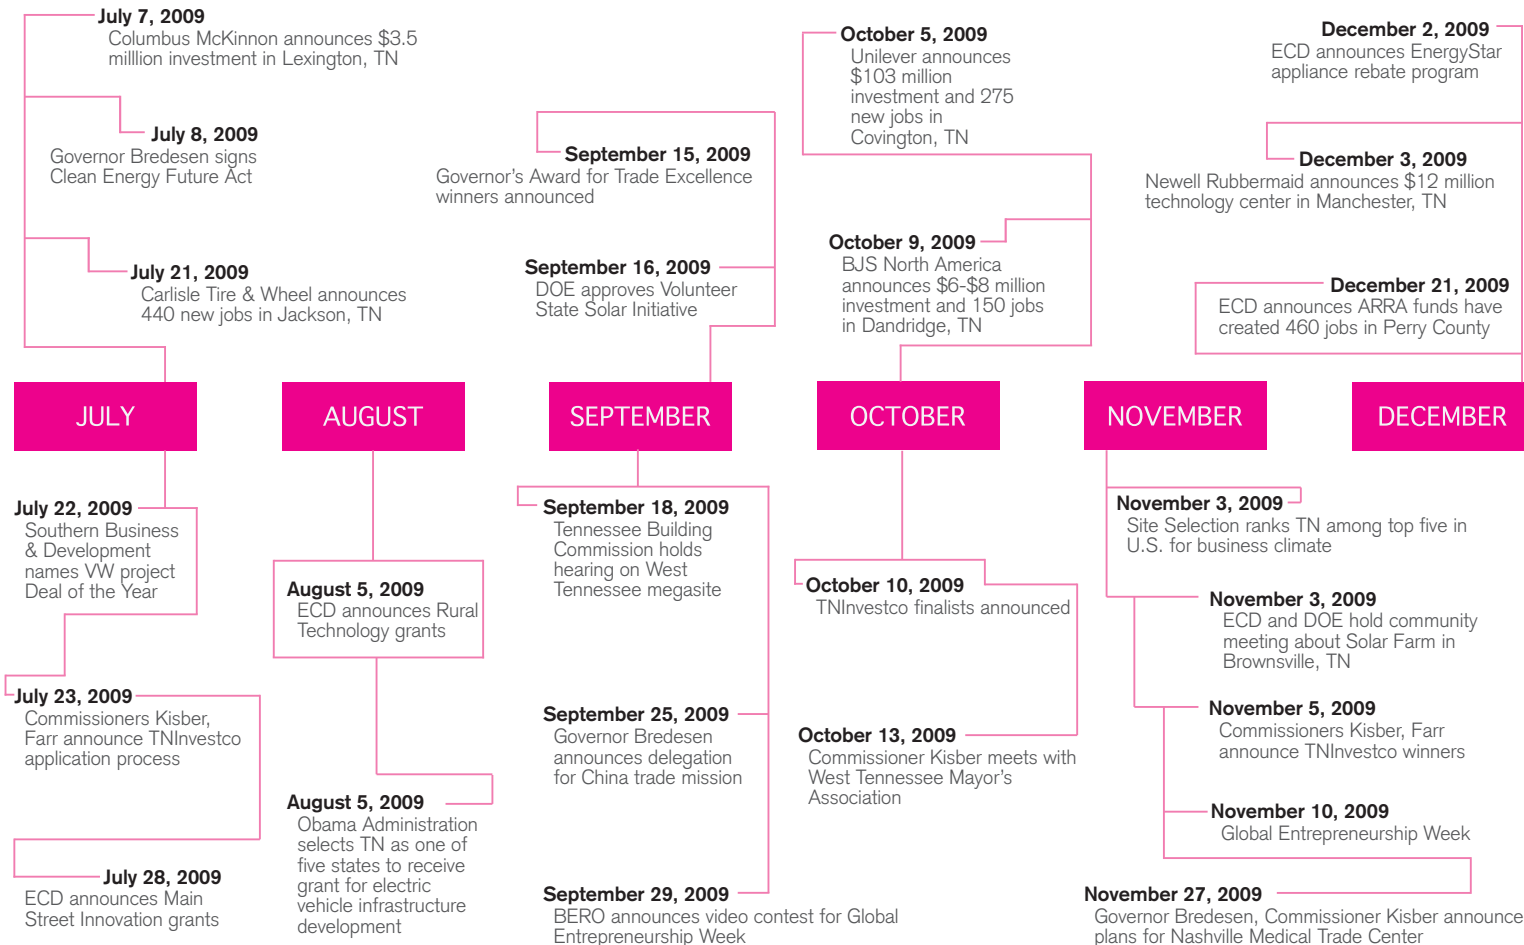 July 7, 2009
Columbus McKinnon announces $3.5
milllion investment in Lexington, TN
July 8, 2009
Governor Bredesen signs
Clean Energy Future Act
July 21, 2009
Carlisle Tire & Wheel announces
440 new jobs in Jackson, TN
September 15, 2009
Governor's Award for Trade Excellence
winners announced
September 16, 2009
DOE approves Volunteer
State Solar Initiative
October 5, 2009
Unilever announces
$103 million
investment and 275
new jobs in
Covington, TN
October 9, 2009
BJS North America
announces $6-$8 million
investment and 150 jobs
in Dandridge, TN
December 2, 2009
ECD announces EnergyStar
appliance rebate program
December 3, 2009
Newell Rubbermaid announces $12 million
technology center in Manchester, TN
December 21, 2009
ECD announces ARRA funds have
created 460 jobs in Perry County
JULY
AUGUST
SEPTEMBER
OCTOBER
NOVEMBER
DECEMBER
July 22, 2009
Southern Business
& Development
names VW project
Deal of the Year
July 23, 2009
Commissioners Kisber,
Farr announce TNInvestco
application process
July 28, 2009
ECD announces Main
Street Innovation grants
August 5, 2009
ECD announces Rural
Technology grants
August 5, 2009
Obama Administration
selects TN as one of
five states to receive
grant for electric
vehicle infrastructure
development
September 18, 2009
Tennessee Building
Commission holds
hearing on West
Tennessee megasite
September 25, 2009
Governor Bredesen
announces delegation
for China trade mission
September 29, 2009
BERO announces video contest for Global
Entrepreneurship Week
October 10, 2009
TNInvestco finalists announced
October 13, 2009
Commissioner Kisber meets with
West Tennessee Mayor's
Association
November 3, 2009
Site Selection ranks TN among top five in
U.S. for business climate
November 3, 2009
ECD and DOE hold community
meeting about Solar Farm in
Brownsville, TN
November 5, 2009
Commissioners Kisber, Farr
announce TNInvestco winners
November 10, 2009
Global Entrepreneurship Week
November 27, 2009
Governor Bredesen, Commissioner Kisber announce
plans for Nashville Medical Trade Center